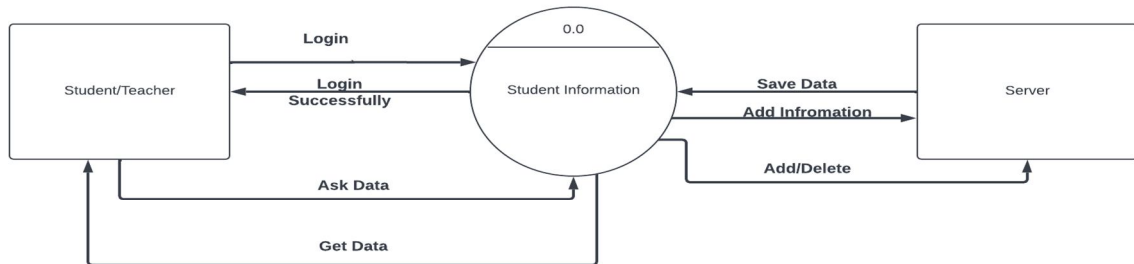 0.0
Login
Student/Teacher
Login
Successfully
Student Information
Save Data
Server
Add Infromation
Add/Delete
Ask Data
Get Data